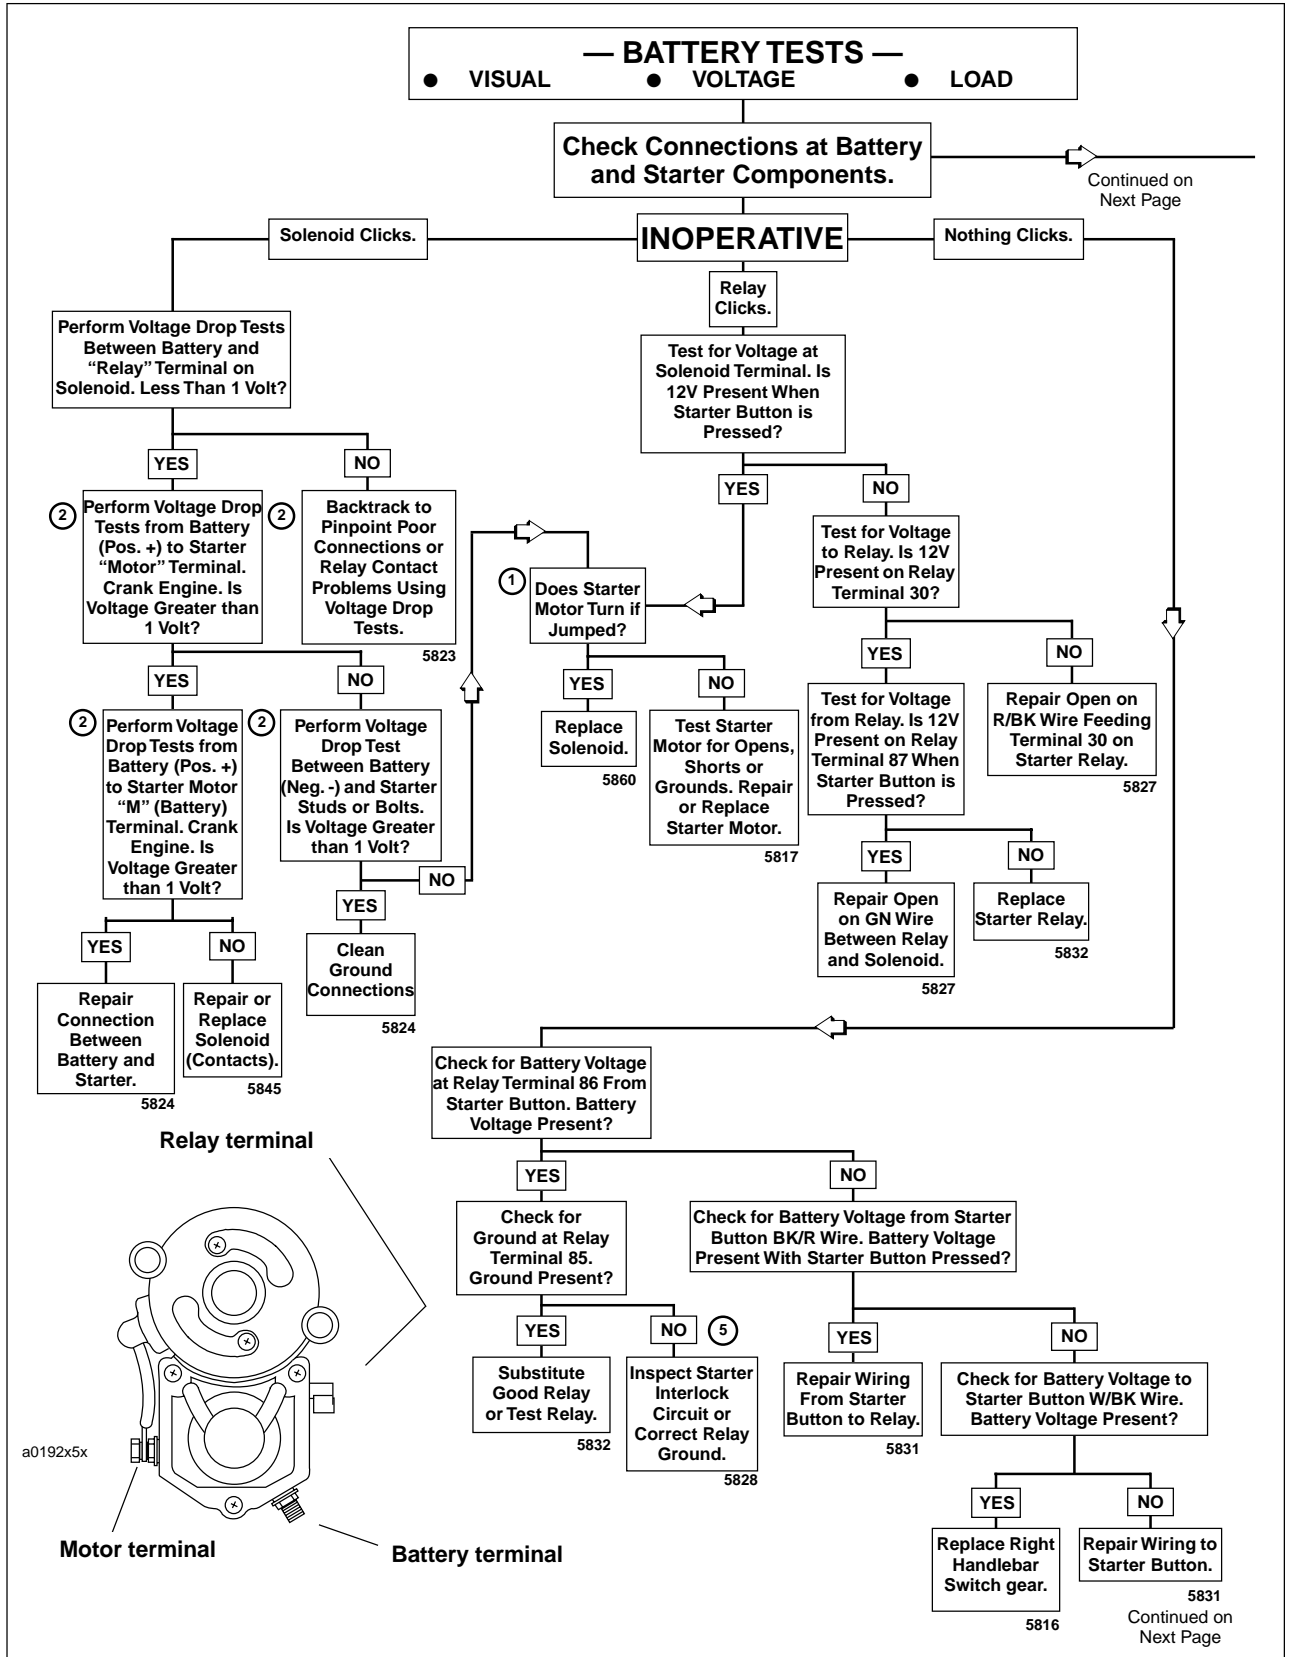 — BATTERY TESTS —
● VISUAL ● VOLTAGE ● LOAD
Check Connections at Battery
and Starter Components.
Continued on
Next Page
Solenoid Clicks.
INOPERATIVE
Nothing Clicks.
Relay
Clicks.
Perform Voltage Drop Tests
Between Battery and
“Relay” Terminal on
Solenoid. Less Than 1 Volt?
Test for Voltage at
Solenoid Terminal. Is
12V Present When
Starter Button is
Pressed?
YES
NO
YES
NO
2
Perform Voltage Drop
Tests from Battery
(Pos. +) to Starter
“Motor” Terminal.
Crank Engine. Is
Voltage Greater than
1 Volt?
2
Backtrack to
Pinpoint Poor
Connections or
Relay Contact
Problems Using
Voltage Drop
Tests.
5823
1
Does Starter
Motor Turn if
Jumped?
Test for Voltage
to Relay. Is 12V
Present on Relay
Terminal 30?
YES
NO
YES
NO
YES
NO
2
Perform Voltage
Drop Tests from
Battery (Pos. +)
to Starter Motor
“M” (Battery)
Terminal. Crank
Engine. Is
Voltage Greater
than 1 Volt?
2
Perform Voltage
Drop Test
Between Battery
(Neg. -) and Starter
Studs or Bolts.
Is Voltage Greater
than 1 Volt?
Replace
Solenoid.
5860
Test Starter
Motor for Opens,
Shorts or
Grounds. Repair
or Replace
Starter Motor.
5817
Test for Voltage
from Relay. Is 12V
Present on Relay
Terminal 87 When
Starter Button is
Pressed?
Repair Open on
R/BK Wire Feeding
Terminal 30 on
Starter Relay.
5827
NO
YES
YES
NO
YES
NO
Repair
Connection
Between
Battery and
Starter.
5824
Repair or
Replace
Solenoid
(Contacts).
5845
Clean
Ground
Connections
5824
Repair Open
on GN Wire
Between Relay
and Solenoid.
5827
Replace
Starter Relay.
5832
Check for Battery Voltage
at Relay Terminal 86 From
Starter Button. Battery
Voltage Present?
Relay terminal
YES
NO
Check for
Ground at Relay
Terminal 85.
Ground Present?
Check for Battery Voltage from Starter
Button BK/R Wire. Battery Voltage
Present With Starter Button Pressed?
YES
NO
5
YES
NO
Substitute
Good Relay
or Test Relay.
5832
Inspect Starter
Interlock
Circuit or
Correct Relay
Ground.
5828
Repair Wiring
From Starter
Button to Relay.
5831
Check for Battery Voltage to
Starter Button W/BK Wire.
Battery Voltage Present?
a0192x5x
YES
NO
Motor terminal
Battery terminal
Replace Right
Handlebar
Switch gear.
5816
Repair Wiring to
Starter Button.
5831
Continued on
Next Page